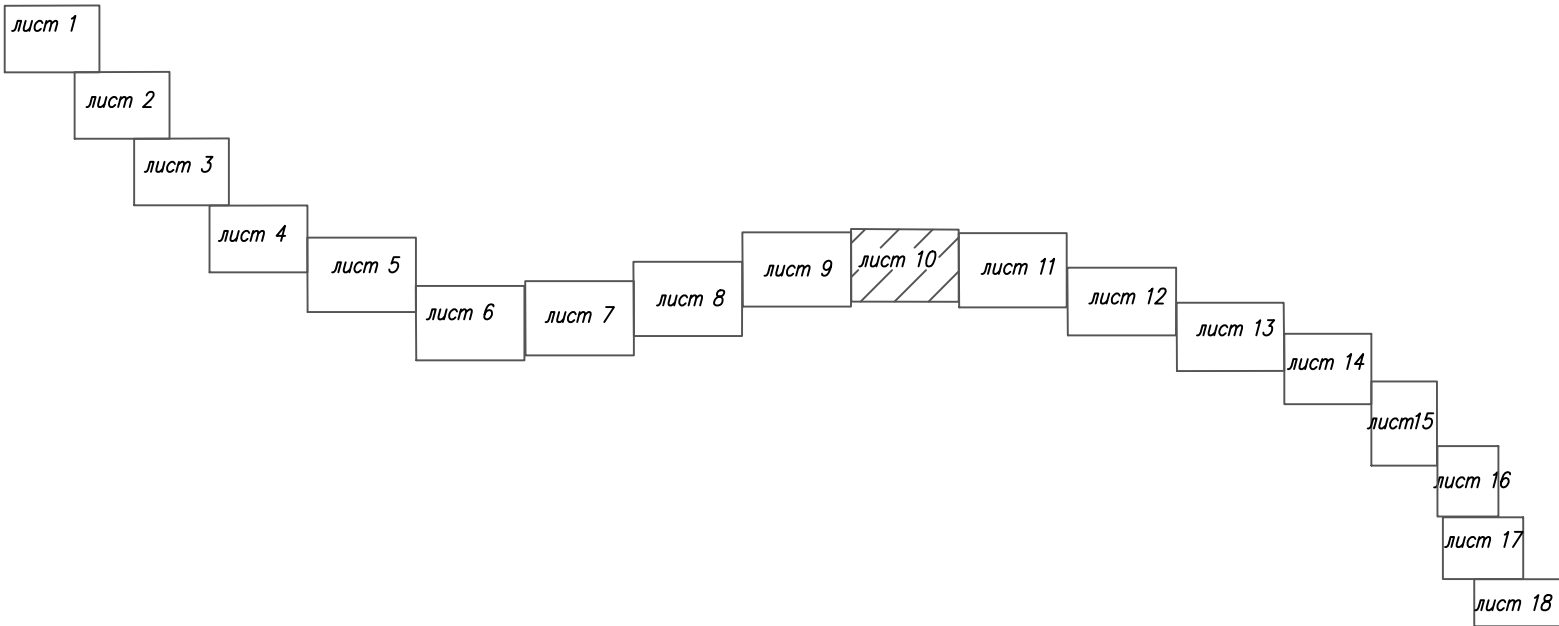 лист 1
лист 2
лист 3
лист 4
лист 5
лист 6
лист 7
лист 8
лист 9
лист 10
лист 11
лист 12
лист 13
лист 14
лист15
лист 16
лист 17
лист 18